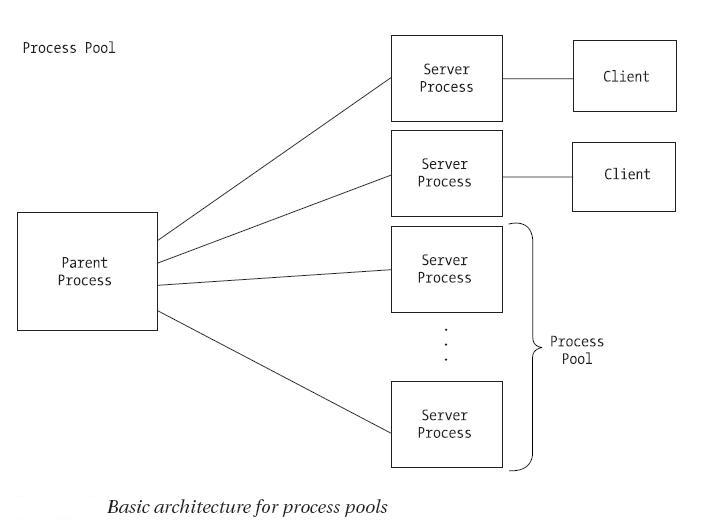 Process Pool
Server
Process
Client
Server
Process
Client
Parent
Process
Server
Process
Process
Pool
Server
Process
Basic architecture for process pools